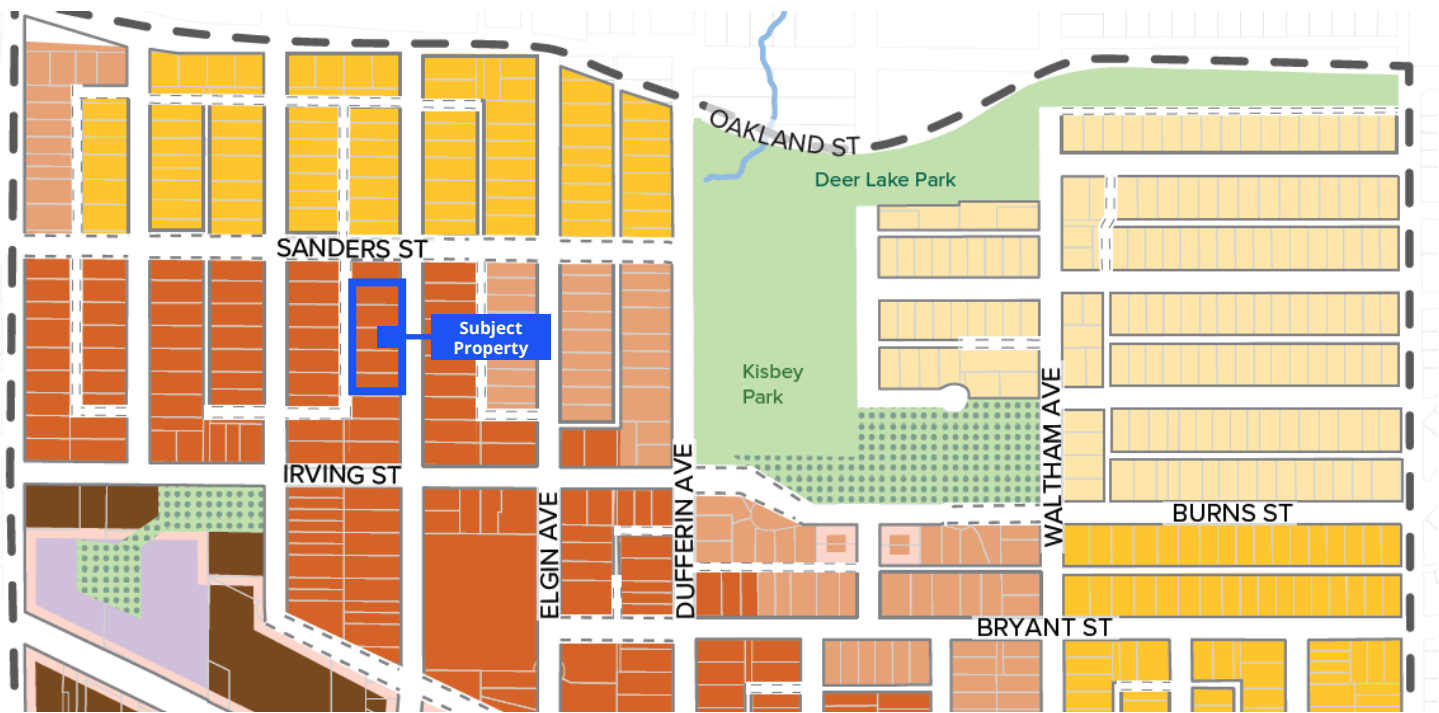 OAKLAND ST
Deer Lake Park
SANDERS ST
Subject
Property
Kisbey
Park
WALTHAM AVE
IRVING ST
DUFFERIN AVE
ELGIN AVE
BURNS ST
BRYANT ST